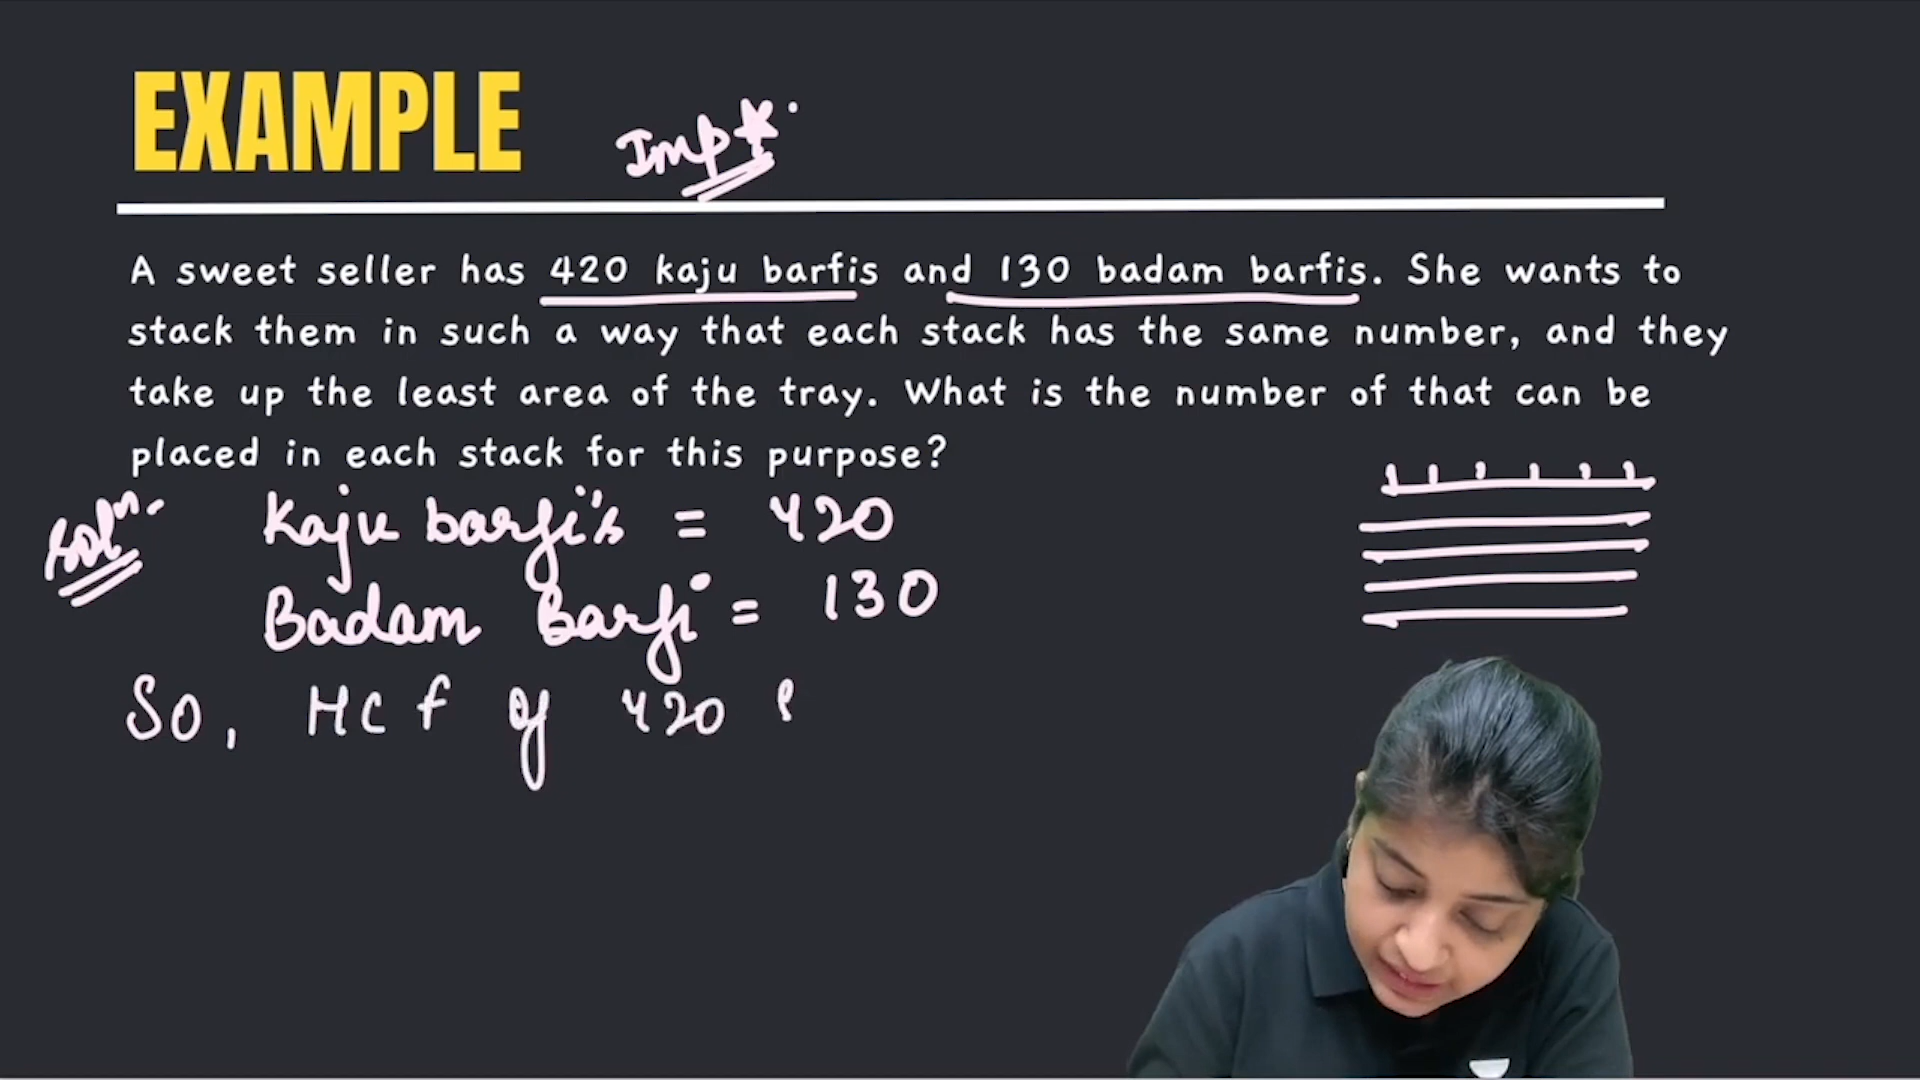 EXAMPLE
Imp
A sweet seller has 420 kaju barfis and 130 badam barfis. She wants to
stack them in such a way that each stack has the same number, and they
take up the least area of the tray. What is the number of that can be
placed in each stack for this purpose?
Soln.
Kaju barfi's = 420
Badam Barfi = 130
So, HCf of 420